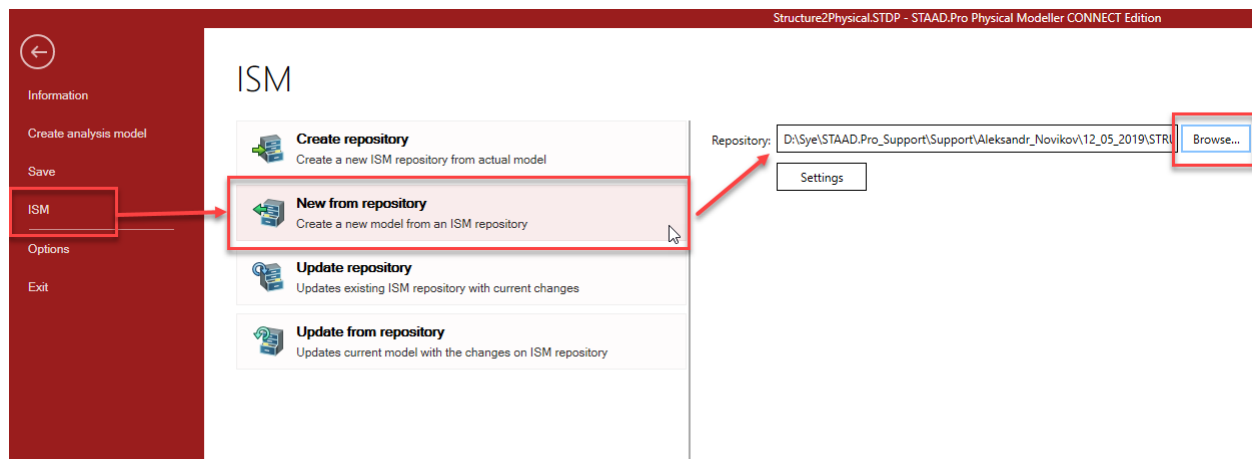 Structure2Physical.STDP - STAAD.Pro Physical Modeller CONNECT Edition
ISM
Information
Create analysis model
Save
ISM
Options
Exit
Create repository
Create a new ISM repository from actual model
New from repository
Create a new model from an ISM repository
Update repository
Updates existing ISM repository with current changes
Update from repository
Updates current model with the changes on ISM repository
Repository: D:\Sye\STAAD.Pro_Support\Support\Aleksandr_Novikov\12_05_2019\STRU Browse...
Settings